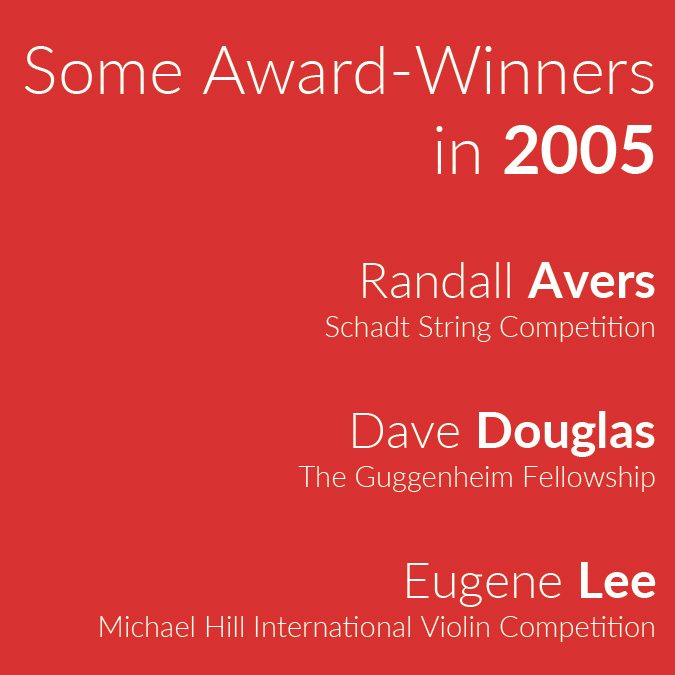 Some Award-Winners
in 2005
Randall Avers
Schadt String Competition
Dave Douglas
The Guggenheim Fellowship
Eugene Lee
Michael Hill International Violin Competition